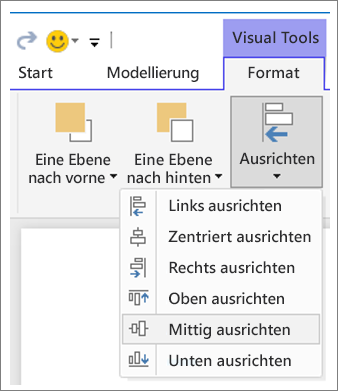 Visual Tools
Start Modellierung Format
Eine Ebene
nach vorne
Eine Ebene
nach hinten
Ausrichten
Links ausrichten
Zentriert ausrichten
Rechts ausrichten
Oben ausrichten
Mittig ausrichten
Unten ausrichten